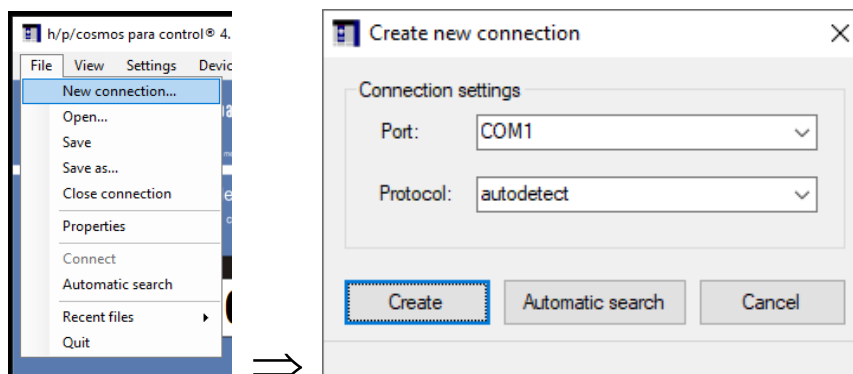 h/p/cosmos para control® 4.
File View Settings Devic
New connection...
Open...
Save
Save as...
Close connection
Properties
Connect
Automatic search
Recent files
Quit
Create new connection
Connection settings
Port: COM1
Protocol: autodetect
Create Automatic search Cancel